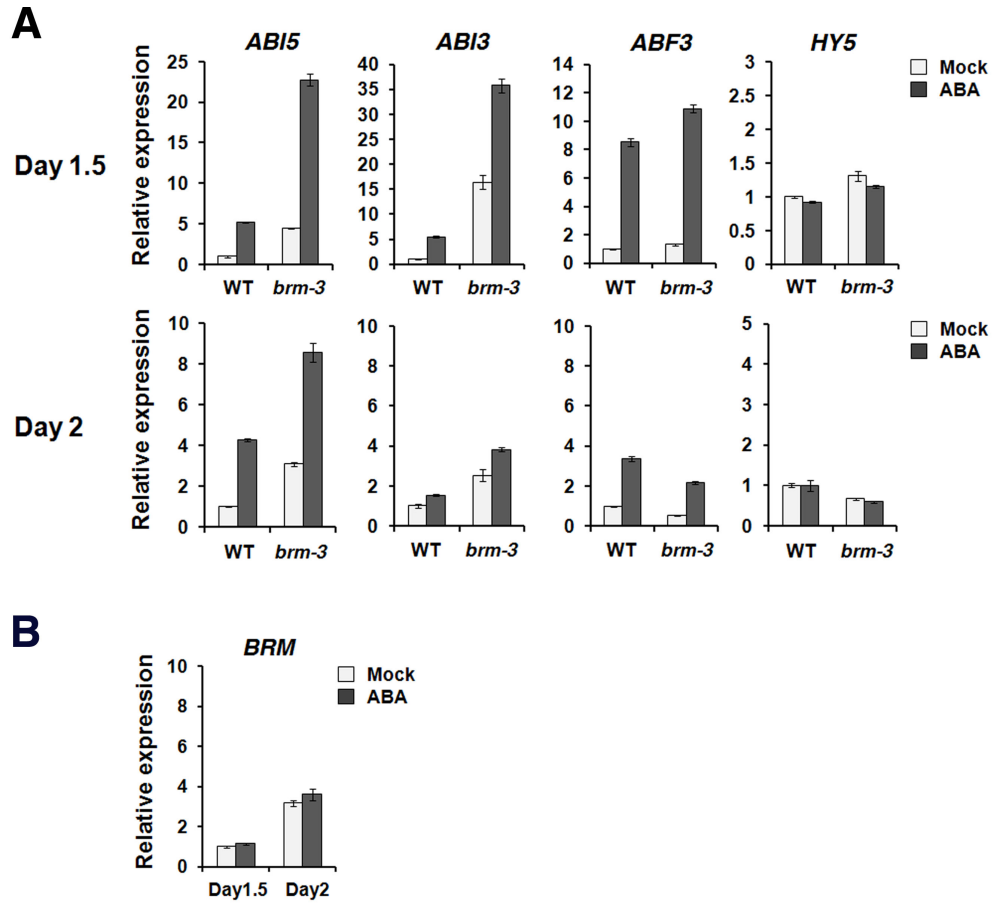 A
ABI5 ABI3 ABF3 HY5
Day 1.5
Relative expression
25
20
15
10
5
0
WT brm-3
40
35
30
25
20
15
10
5
0
WT brm-3
14
12
10
8
6
4
2
0
WT brm-3
3
2.5
2
1.5
1
0.5
0
WT brm-3
Mock
ABA
Day 2
Relative expression
10
8
6
4
2
0
WT brm-3
10
8
6
4
2
0
WT brm-3
10
8
6
4
2
0
WT brm-3
5
4
3
2
1
0
WT brm-3
Mock
ABA
B
BRM
Relative expression
10
8
6
4
2
0
Day1.5 Day2
Mock
ABA